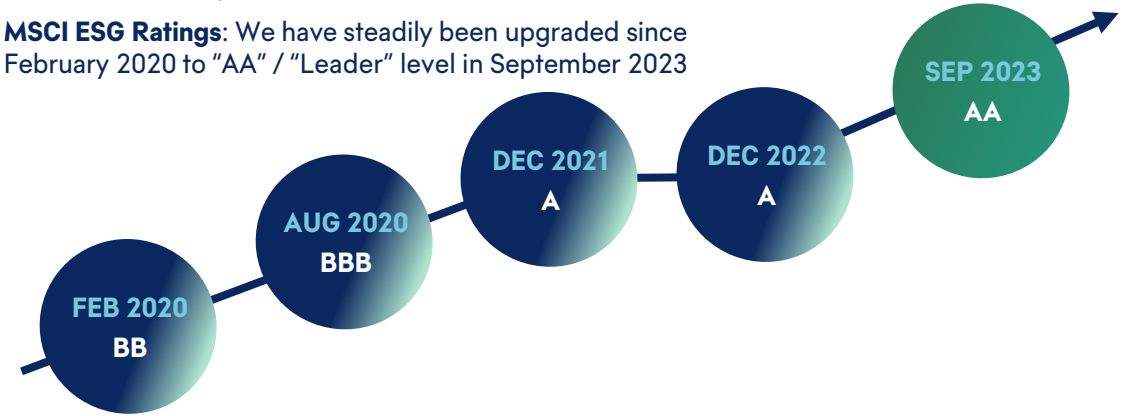 MSCI ESG Ratings: We have steadily been upgraded since
February 2020 to “AA” / “Leader” level in September 2023
FEB 2020
BB
AUG 2020
BBB
DEC 2021
A
DEC 2022
A
SEP 2023
AA